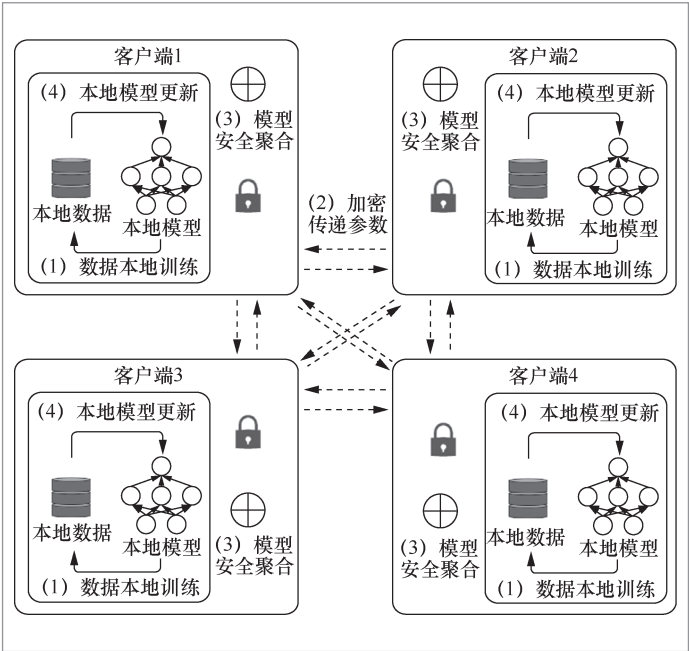 客户端1
(4) 本地模型更新
(3) 模型
安全聚合
本地数据
本地模型
(1) 数据本地训练
(2) 加密
传递参数
客户端2
(4) 本地模型更新
(3) 模型
安全聚合
本地数据
本地模型
(1) 数据本地训练
客户端3
(4) 本地模型更新
本地数据
本地模型
(3) 模型
安全聚合
(1) 数据本地训练
客户端4
(4) 本地模型更新
(3) 模型
安全聚合
本地数据
本地模型
(1) 数据本地训练